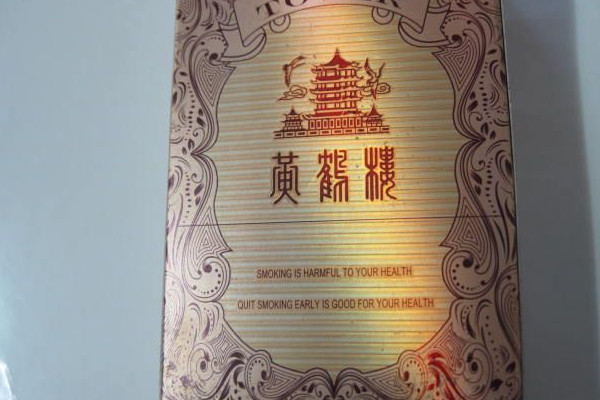 黃鶴樓
SMOKING IS HARMFUL TO YOUR HEALTH
QUIT SMOKING EARLY IS GOOD FOR YOUR HEALTH